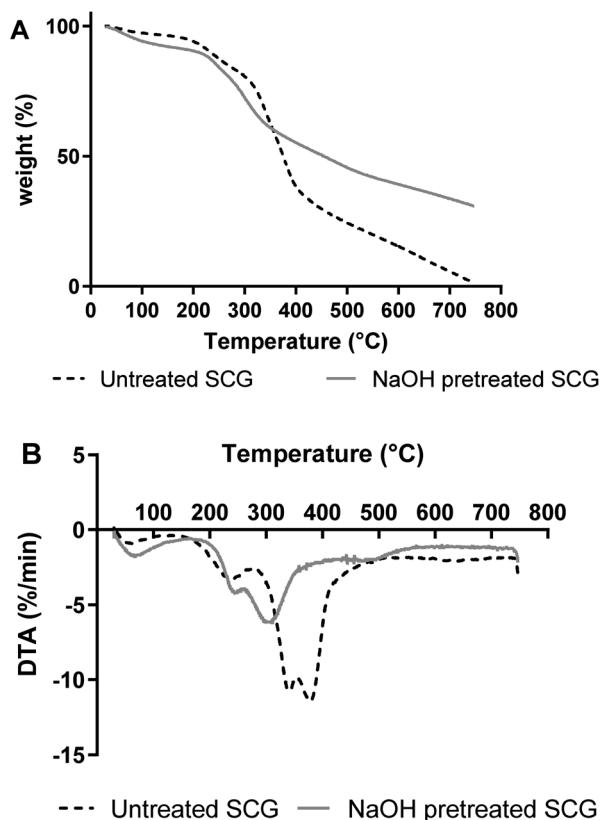 A
weight (%)
100
50
0
0 100 200 300 400 500 600 700 800
Temperature (°C)
Untreated SCG NaOH pretreated SCG
B
Temperature (°C)
DTA (%/min)
5
100 200 300 400 500 600 700 800
0
-5
-10
-15
Untreated SCG NaOH pretreated SCG